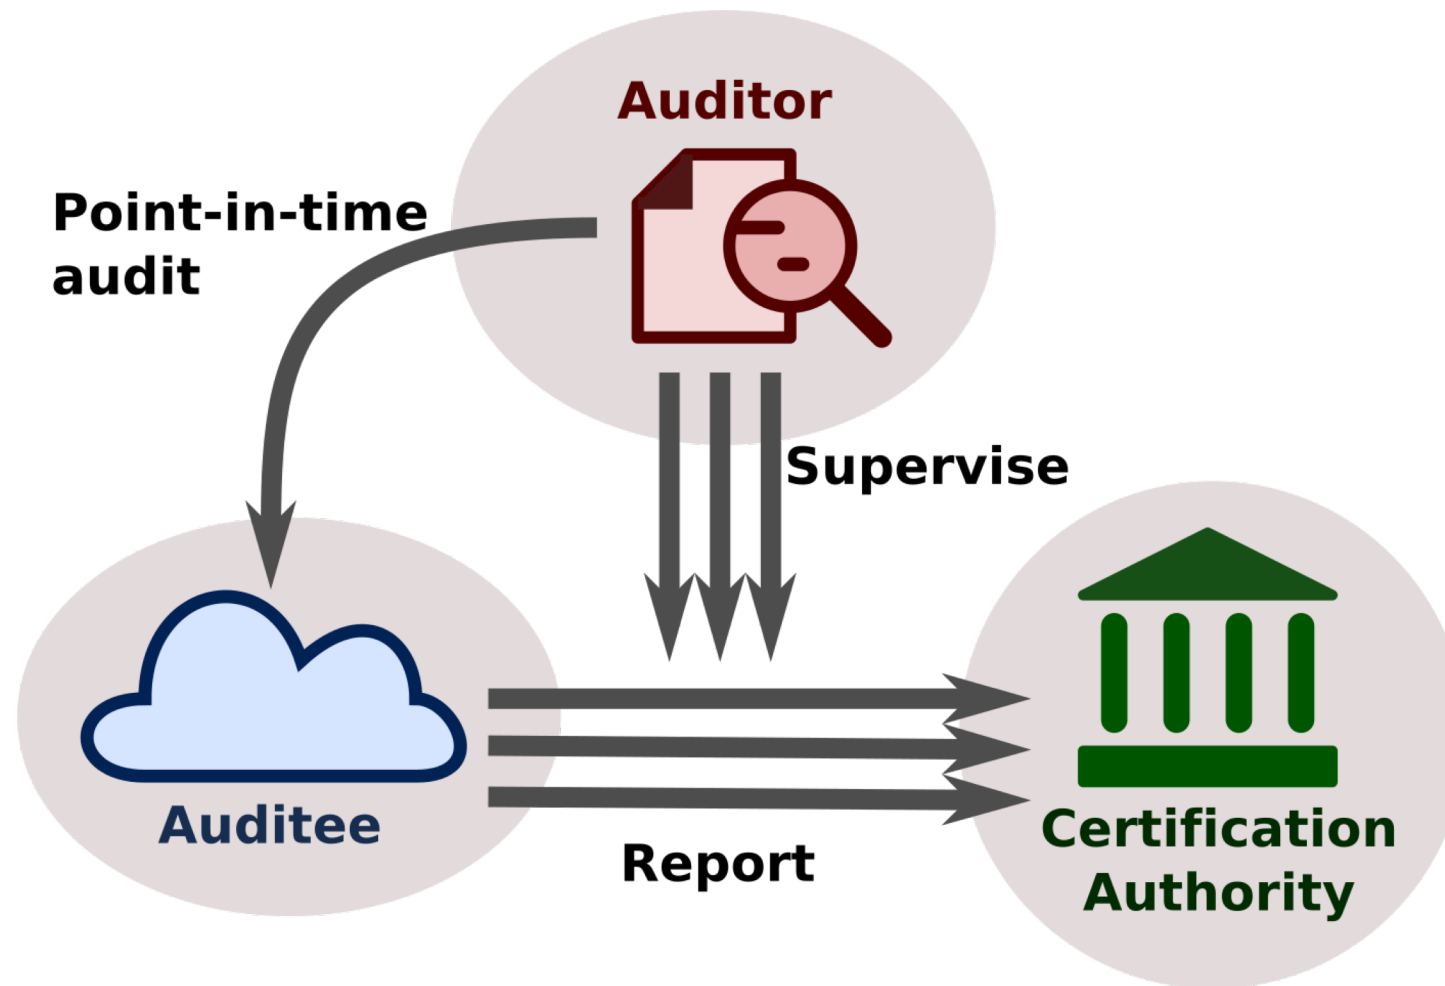 Auditor
Point-in-time
audit
Supervise
Auditee
Report
Certification
Authority